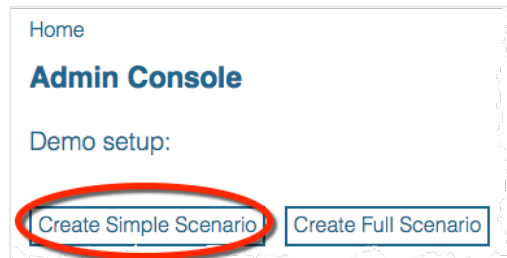 Home
Admin Console
Demo setup:
Create Simple Scenario Create Full Scenario